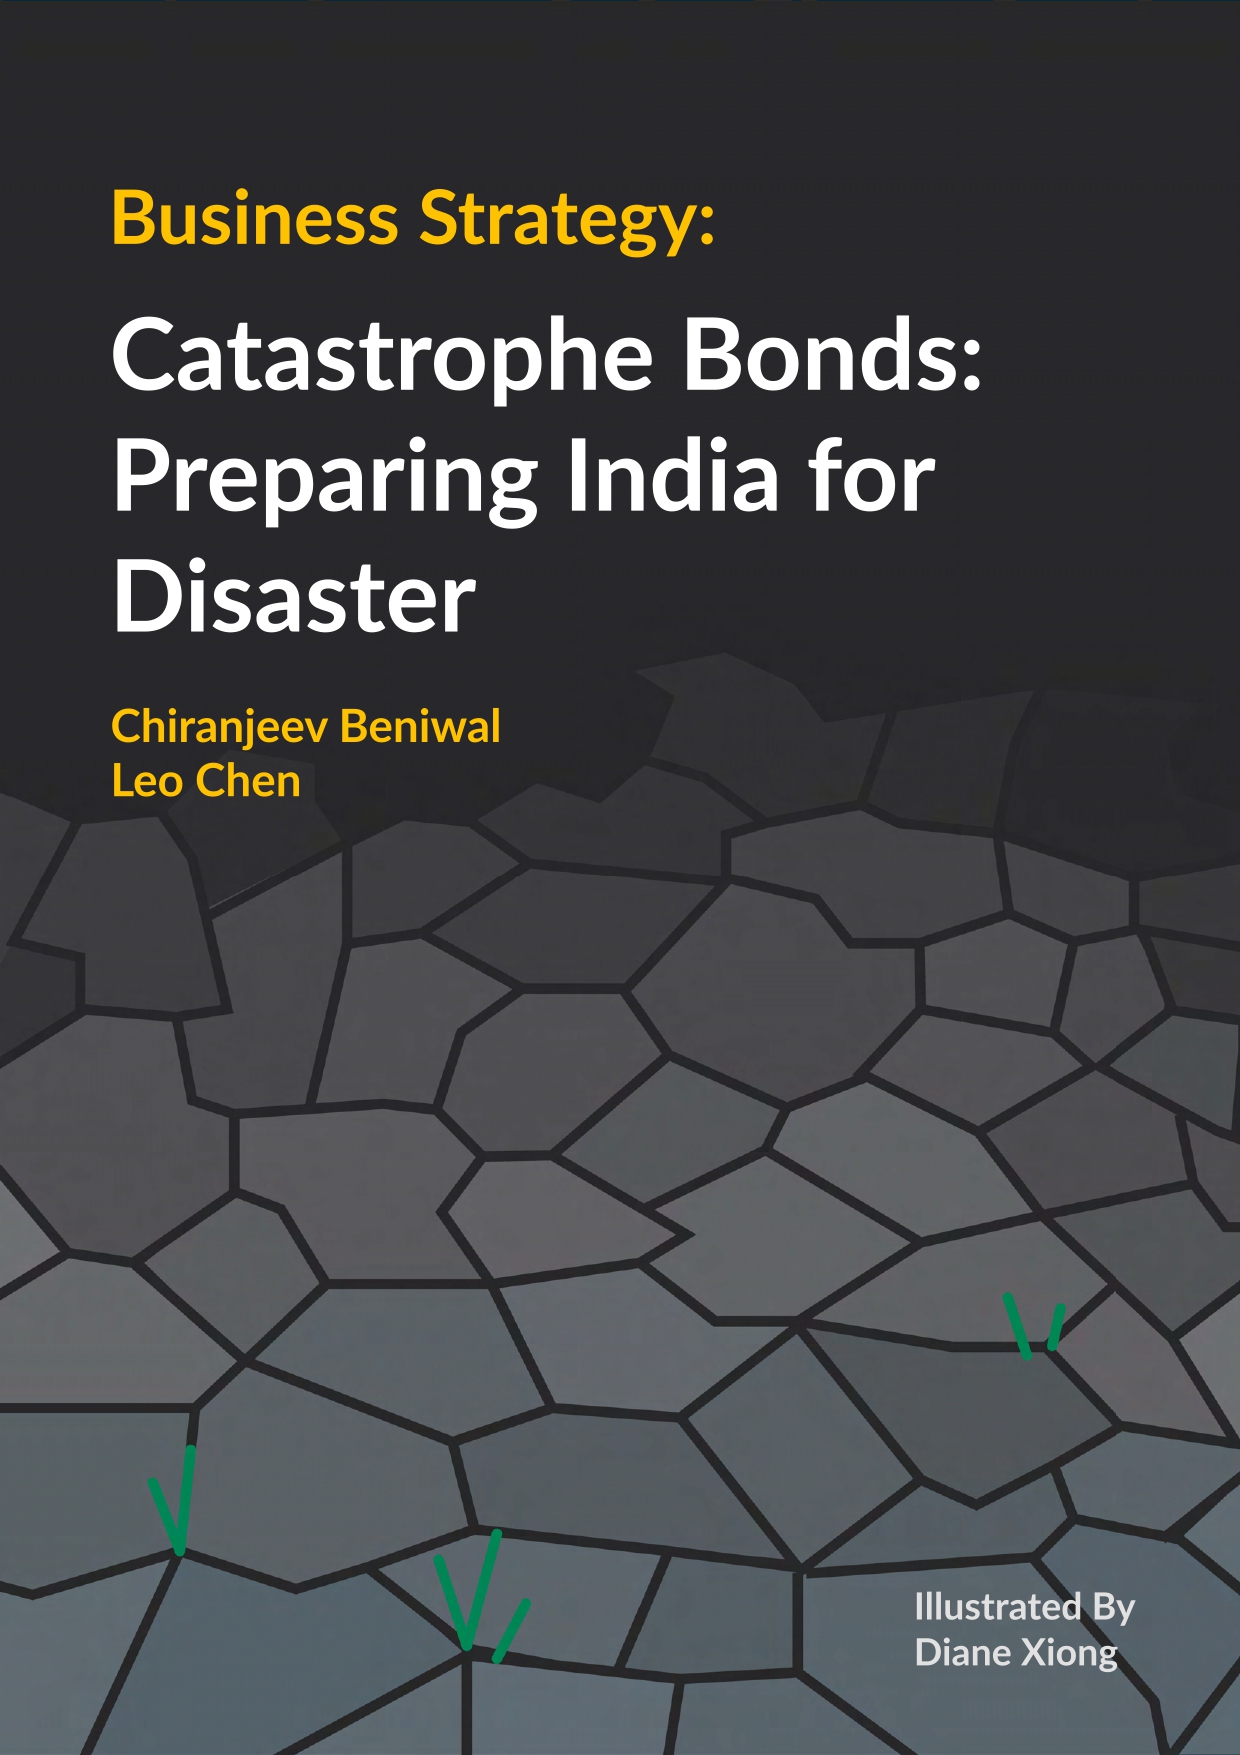 Business Strategy:
Catastrophe Bonds:
Preparing India for
Disaster
Chiranjeev Beniwal
Leo Chen
Illustrated By
Diane Xiong